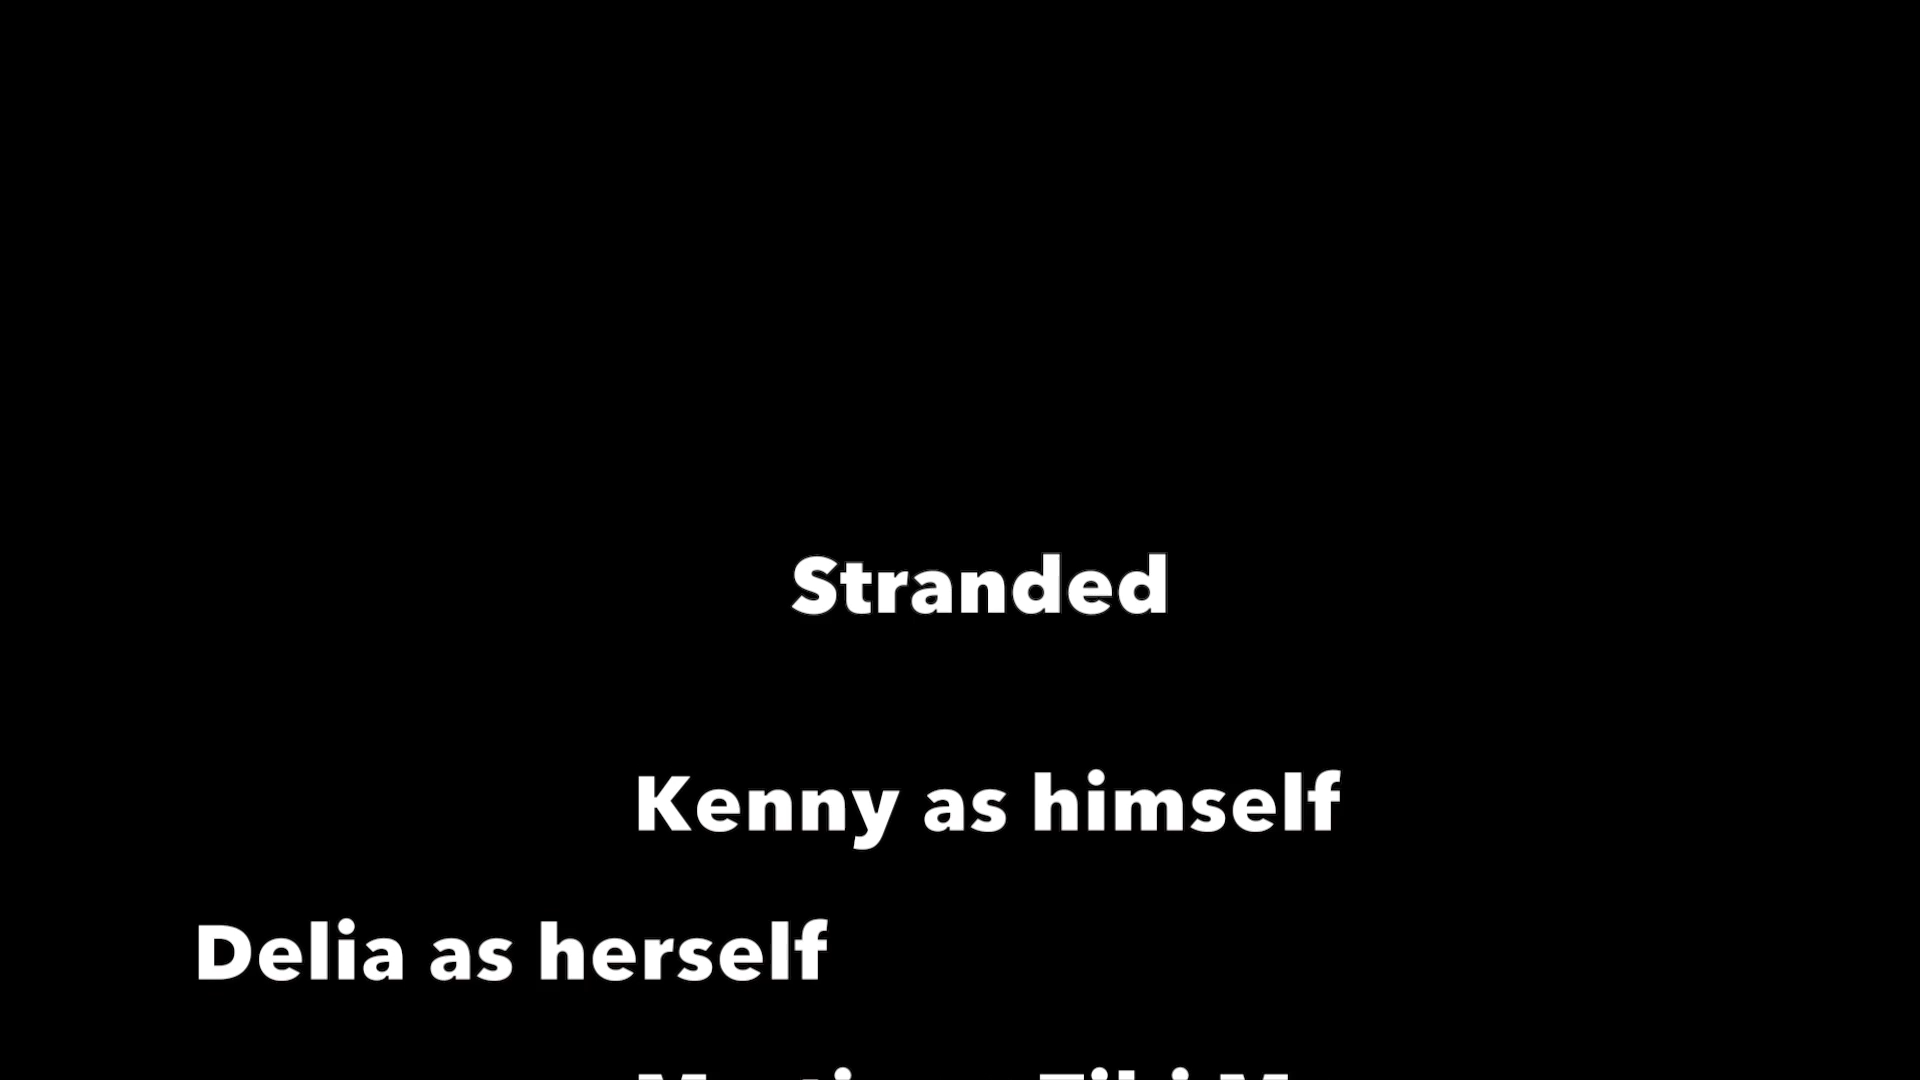 Stranded
Kenny as himself
Delia as herself